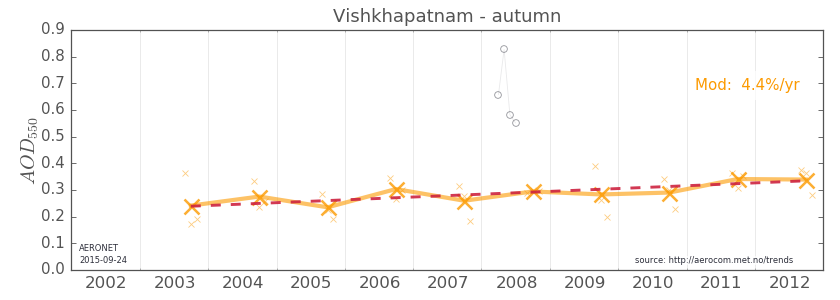 Vishkhapatnam - autumn
0.9
0.8
0.7
0.6
0.5
0.4
0.3
0.2
0.1
0.0
AOD550
Mod: 4.4%/yr
AERONET
2015-09-24
source: http://aerocom.met.no/trends
2002 2003 2004 2005 2006 2007 2008 2009 2010 2011 2012